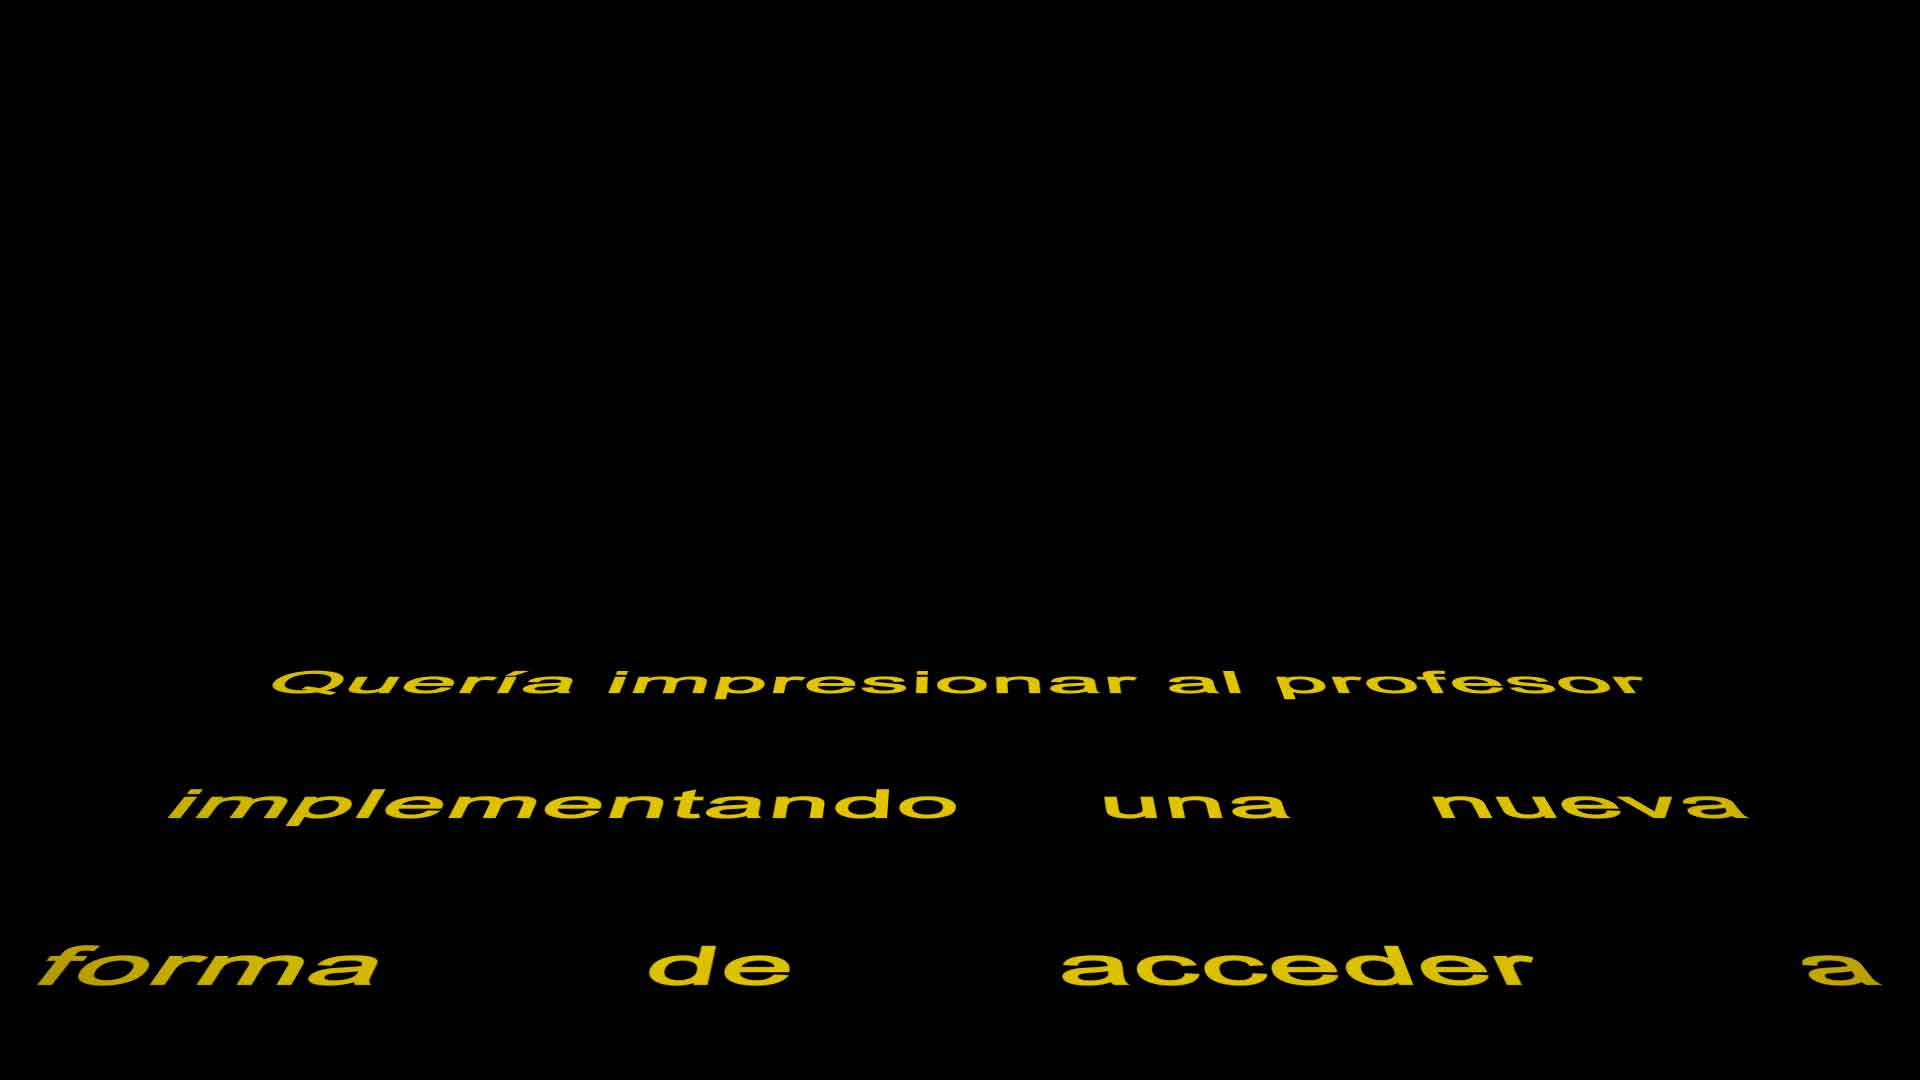 Quería impresionar al profesor
implementando una nueva
forma de acceder a